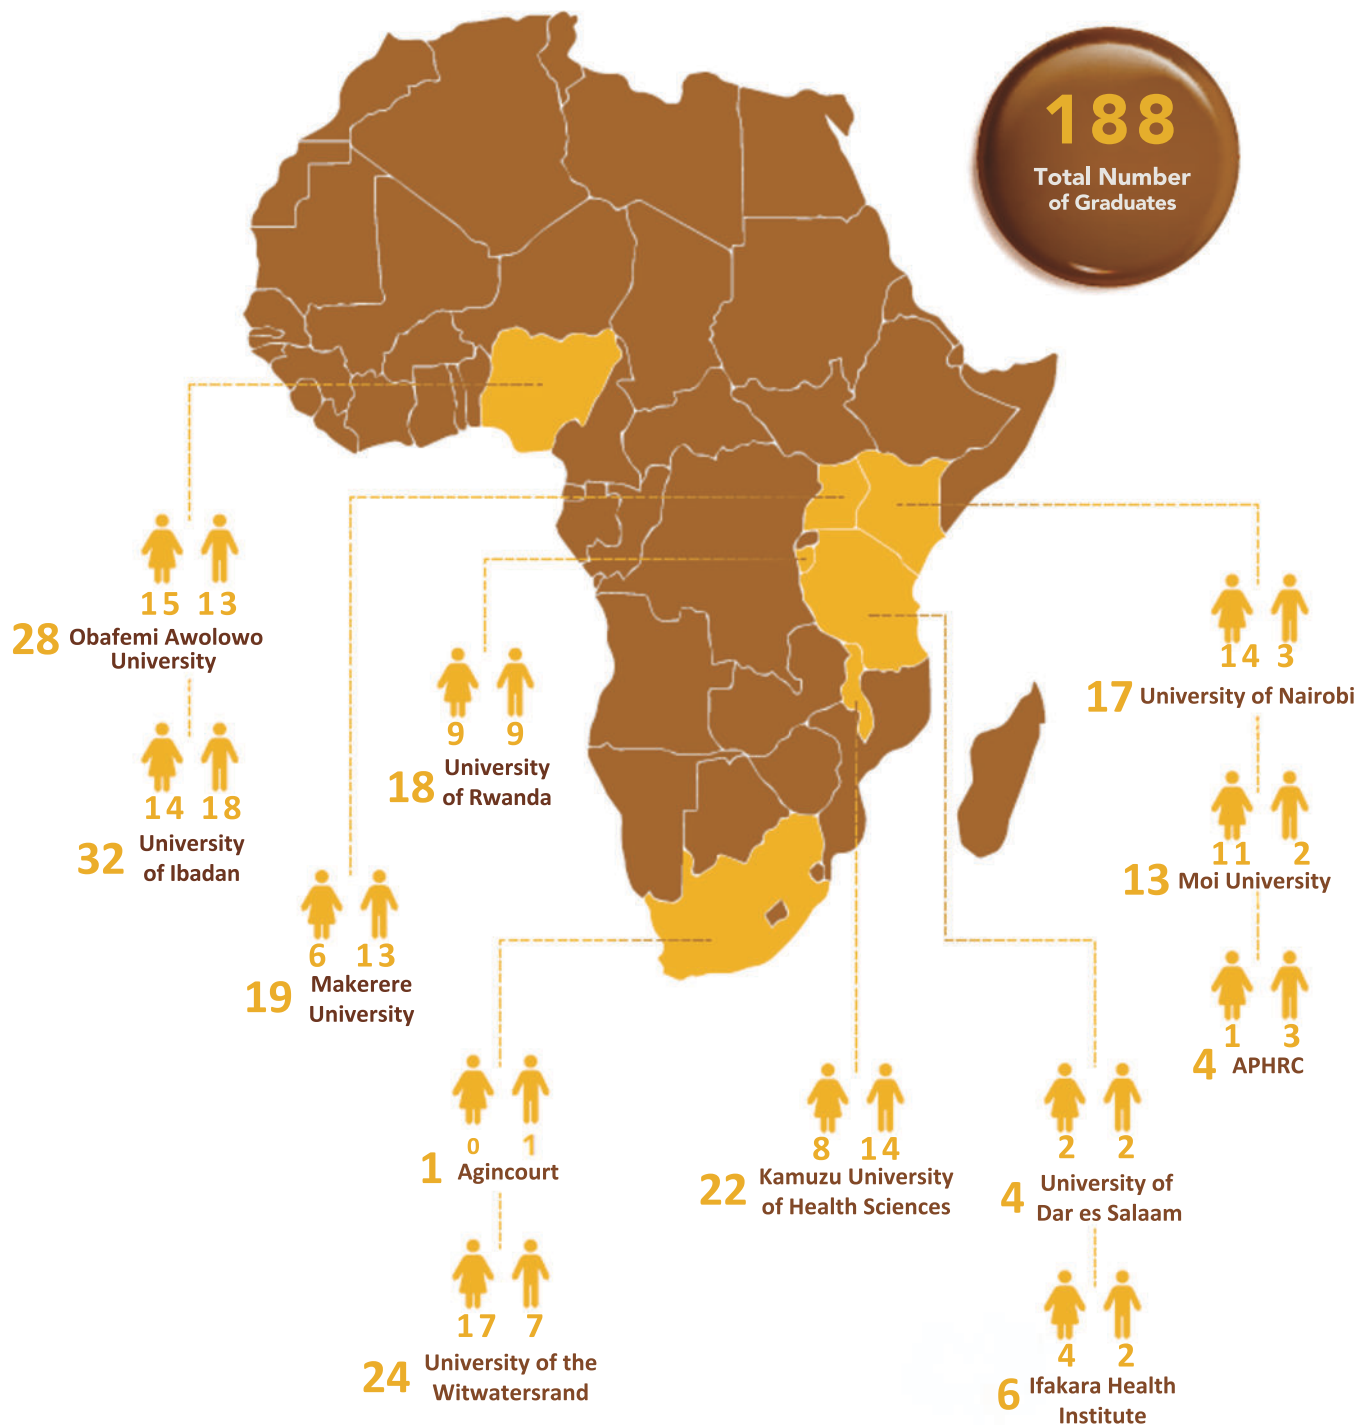 188
Total Number
of Graduates
15 13
28 Obafemi Awolowo
University
14 18
32 University
of Ibadan
6 13
19 Makerere
University
9 9
18 University
of Rwanda
0 1
1 Agincourt
17 7
24 University of the
Witwatersrand
8 14
22 Kamuzu University
of Health Sciences
2 2
4 University of
Dar es Salaam
4 2
6 Ifakara Health
Institute
14 3
17 University of Nairobi
11 2
13 Moi University
1 3
4 APHRC